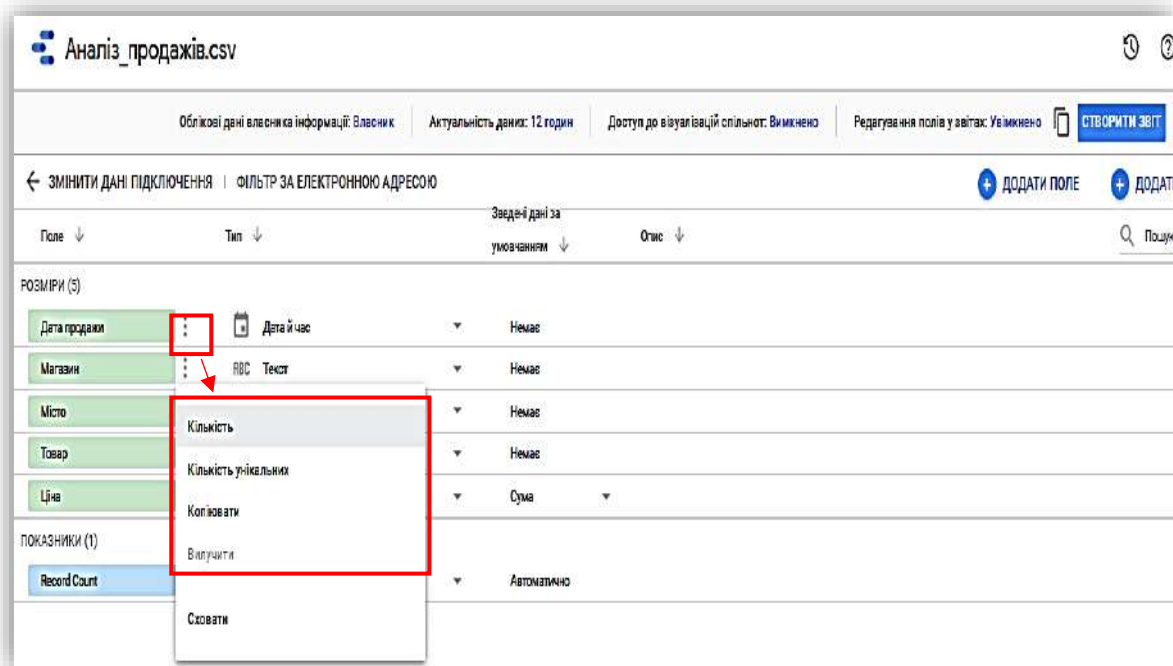 Аналіз_продажів.csv
Облікові дані власника інформації: Власник Актуальність даних: 12 годин Доступ до візуалізацій спільнот: Вимкнено Редагування полів у звітах: Увімкнено СТВОРИТИ ЗВІТ
ЗМІНИТИ ДАНІ ПІДКЛЮЧЕННЯ | ФІЛЬТР ЗА ЕЛЕКТРОННОЮ АДРЕСОЮ ДОДАТИ ПОЛЕ ДОДАТИ
Поле Тип Зведені дані за
умовчанням Опис Пошук
РОЗМІРИ (5)
Дата продажи Дата й час Немає
Магазин ABC Текст Немає
Місто Немає
Товар Немає
Ціна Сума
Кількість
Кількість унікальних
Копіювати
Вилучити
Сховати
ПОКАЗНИКИ (1)
Record Count Автоматично